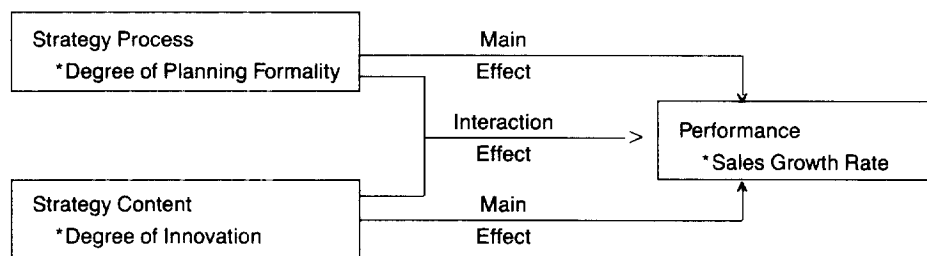 Strategy Process
*Degree of Planning Formality
Main
Effect
Interaction
Effect
Performance
*Sales Growth Rate
Strategy Content
*Degree of Innovation
Main
Effect